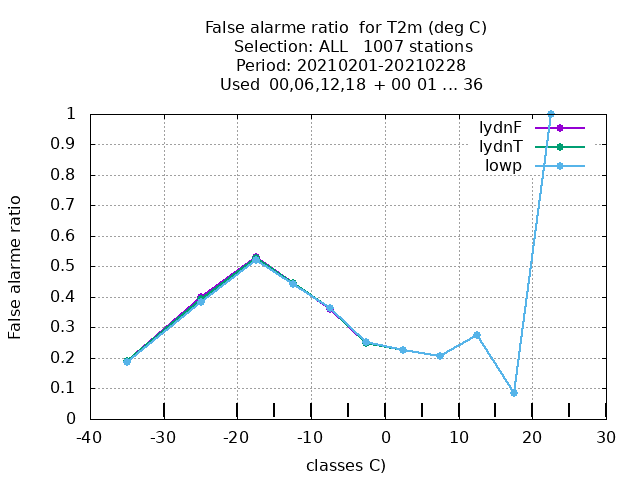 False alarme ratio  for T2m (deg C)
Selection: ALL   1007 stations
Period: 20210201-20210228
Used  00,06,12,18  + 00 01 ... 36
lydnF
lydnT
lowp
False alarme ratio
1
0.9
0.8
0.7
0.6
0.5
0.4
0.3
0.2
0.1
0
-40 -30 -20 -10 0 10 20 30
classes C)